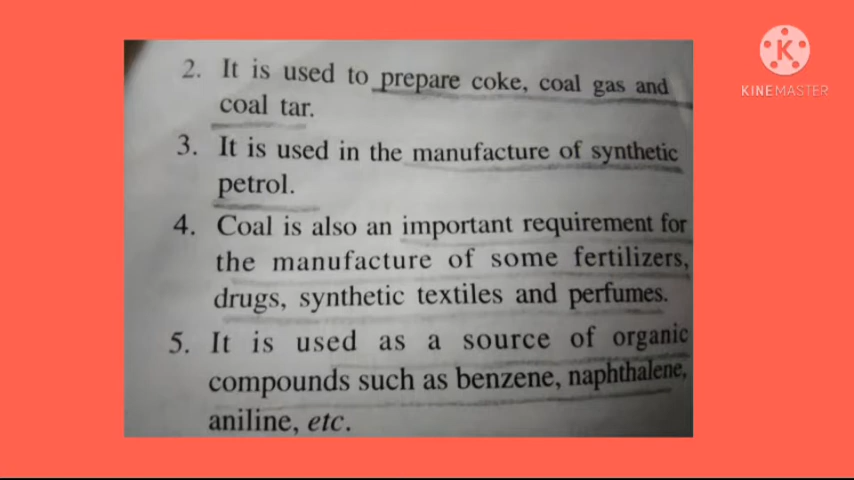 2. It is used to prepare coke, coal gas and
coal tar.
3. It is used in the manufacture of synthetic
petrol.
4. Coal is also an important requirement for
the manufacture of some fertilizers,
drugs, synthetic textiles and perfumes.
5. It is used as a source of organic
compounds such as benzene, naphthalene,
aniline, etc.
K
KINEMASTER